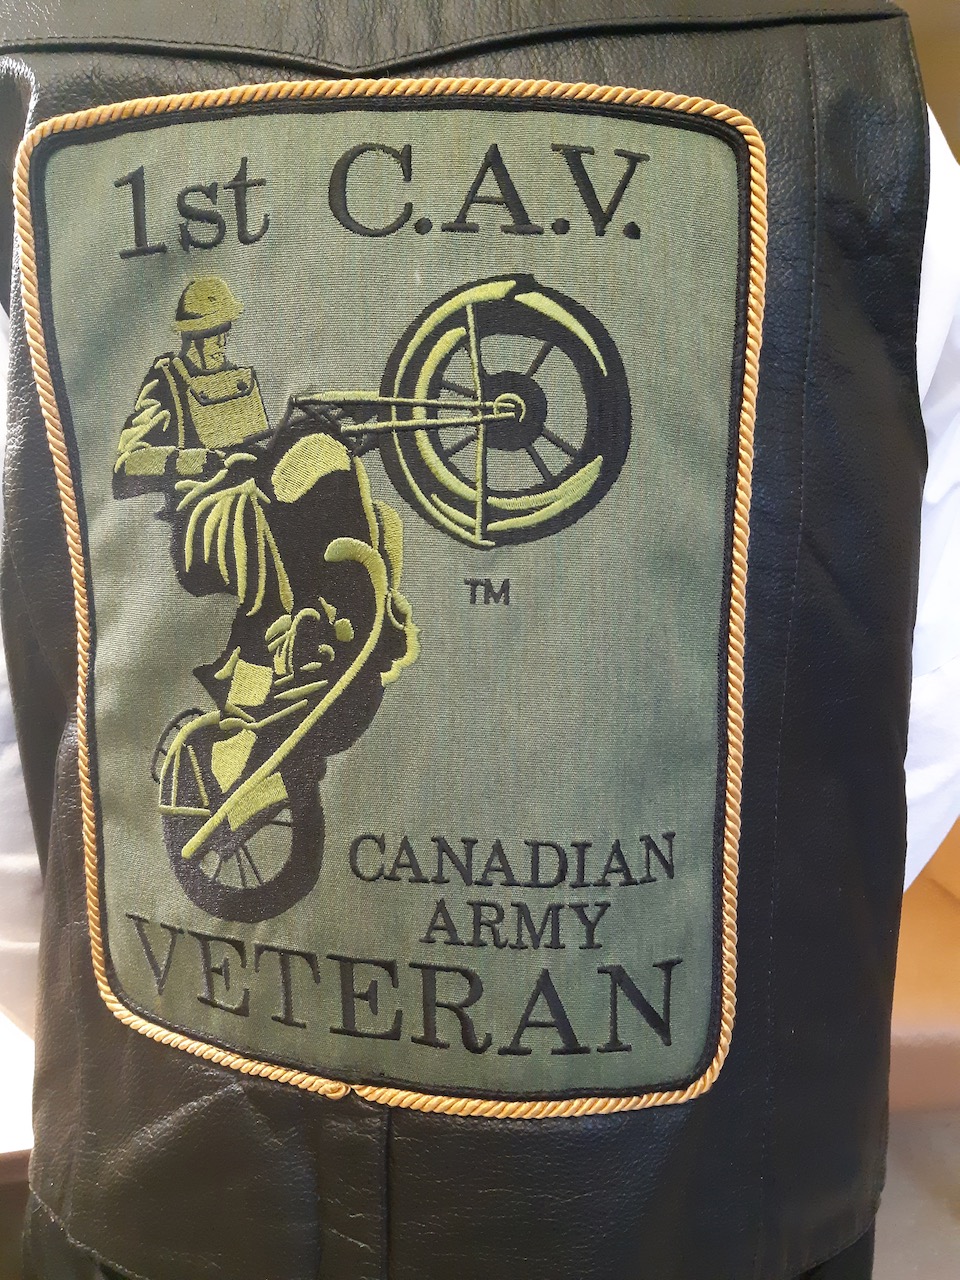 1st C.A.V.
TM
CANADIAN
ARMY
VETERAN